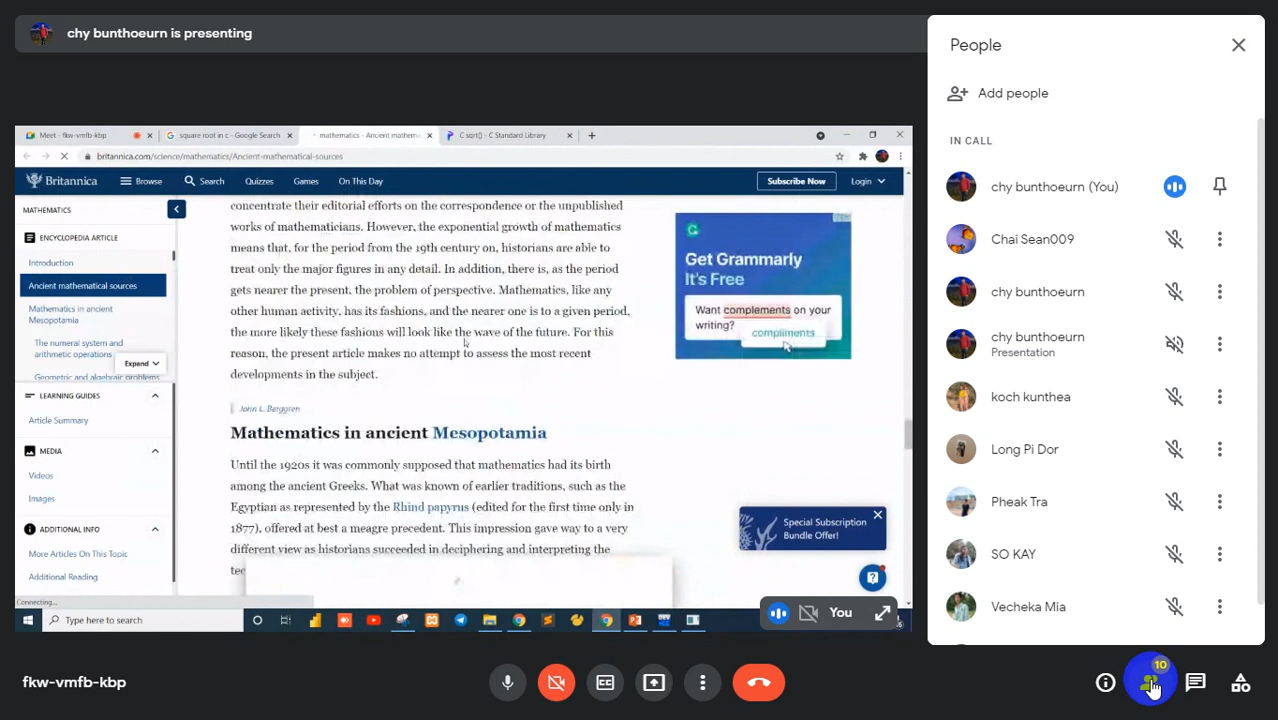 chy bunthoeurn is presenting
Meet - fkw-vmfb-kbp
square root in c - Google Search
mathematics - Ancient mathem
C sqrt() - C Standard Library
britannica.com/science/mathematics/Ancient-mathematical-sources
Britannica
Browse
Search
Quizzes
Games
On This Day
Subscribe Now
Login
MATHEMATICS
ENCYCLOPEDIA ARTICLE
Introduction
Ancient mathematical sources
Mathematics in ancient
Mesopotamia
The numeral system and
arithmetic operations
Geometric and algebraic problems
Expand
LEARNING GUIDES
Article Summary
MEDIA
Videos
Images
ADDITIONAL INFO
More Articles On This Topic
Additional Reading
Connecting...
concentrate their editorial efforts on the correspondence or the unpublished
works of mathematicians. However, the exponential growth of mathematics
means that, for the period from the 19th century on, historians are able to
treat only the major figures in any detail. In addition, there is, as the period
gets nearer the present, the problem of perspective. Mathematics, like any
other human activity, has its fashions, and the nearer one is to a given period,
the more likely these fashions will look like the wave of the future. For this
reason, the present article makes no attempt to assess the most recent
developments in the subject.
John L. Berggren
Mathematics in ancient Mesopotamia
Until the 1920s it was commonly supposed that mathematics had its birth
among the ancient Greeks. What was known of earlier traditions, such as the
Egyptian as represented by the Rhind papyrus (edited for the first time only in
1877), offered at best a meagre precedent. This impression gave way to a very
different view as historians succeeded in deciphering and interpreting the
Get Grammarly
It's Free
Want complements on your
writing?
compliments
Special Subscription
Bundle Offer!
Type here to search
You
People
Add people
IN CALL
chy bunthoeurn (You)
Chai Sean009
chy bunthoeurn
chy bunthoeurn
Presentation
koch kunthea
Long Pi Dor
Pheak Tra
SO KAY
Vecheka Mia
fkw-vmfb-kbp
10